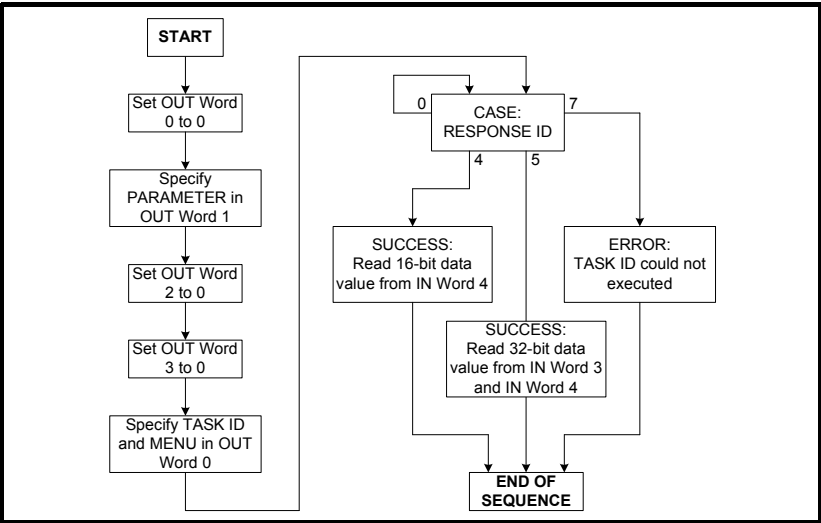 START
Set OUT Word
0 to 0
Specify
PARAMETER in
OUT Word 1
Set OUT Word
2 to 0
Set OUT Word
3 to 0
Specify TASK ID
and MENU in OUT
Word 0
CASE:
RESPONSE ID
0
7
4
5
SUCCESS:
Read 16-bit data
value from IN Word 4
ERROR:
TASK ID could not
executed
SUCCESS:
Read 32-bit data
value from IN Word 3
and IN Word 4
END OF
SEQUENCE